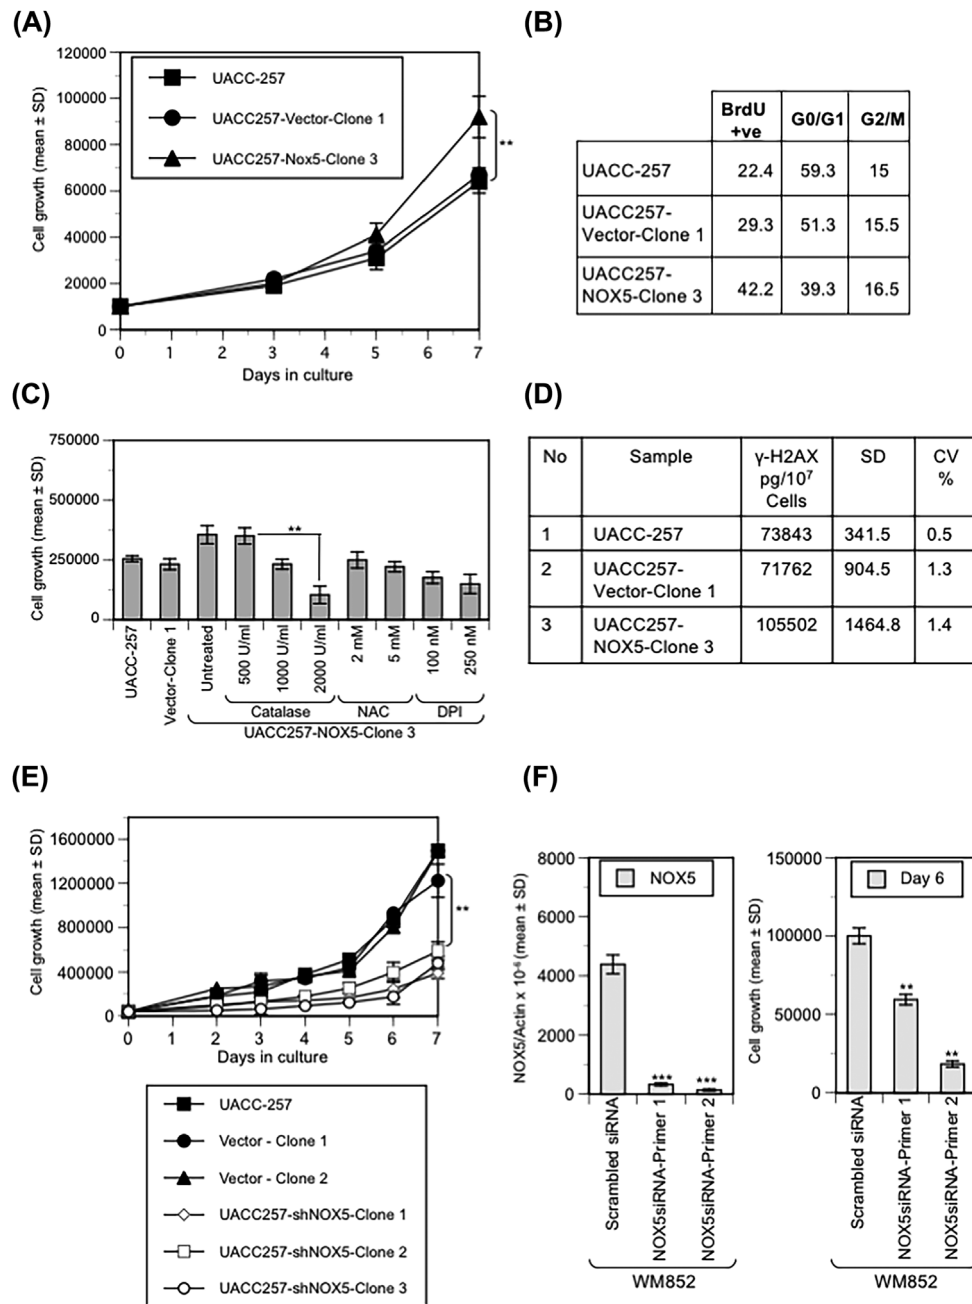 (A)
Cell growth (mean ± SD)
120000
100000
80000
60000
40000
20000
0
UACC-257
UACC257-Vector-Clone 1
UACC257-Nox5-Clone 3
**
0 1 2 3 4 5 6 7
Days in culture
(B)
BrdU +ve G0/G1 G2/M
UACC-257 22.4 59.3 15
UACC257-
Vector-Clone 1 29.3 51.3 15.5
UACC257-
NOX5-Clone 3 42.2 39.3 16.5
(C)
Cell growth (mean ± SD)
750000
500000
250000
0
**
UACC-257
Vector-Clone 1
Untreated
500 U/ml
1000 U/ml
2000 U/ml
2 mM
5 mM
100 nM
250 nM
Catalase NAC DPI
UACC257-NOX5-Clone 3
(D)
No Sample γ-H2AX SD CV
pg/10⁷ %
Cells
1 UACC-257 73843 341.5 0.5
2 UACC257- 71762 904.5 1.3
Vector-Clone 1
3 UACC257- 105502 1464.8 1.4
NOX5-Clone 3
(E)
Cell growth (mean ± SD)
1600000
1200000
800000
400000
0
**
0 2 3 4 5 6 7
Days in culture
UACC-257
Vector - Clone 1
Vector - Clone 2
UACC257-shNOX5-Clone 1
UACC257-shNOX5-Clone 2
UACC257-shNOX5-Clone 3
(F)
NOX5/Actin x 10⁻⁶ (mean ± SD)
8000
6000
4000
2000
0
NOX5
*** ***
Scrambled siRNA
NOX5siRNA-Primer 1
NOX5siRNA-Primer 2
WM852
Cell growth (mean ± SD)
150000
100000
50000
0
Day 6
**
**
Scrambled siRNA
NOX5siRNA-Primer 1
NOX5siRNA-Primer 2
WM852